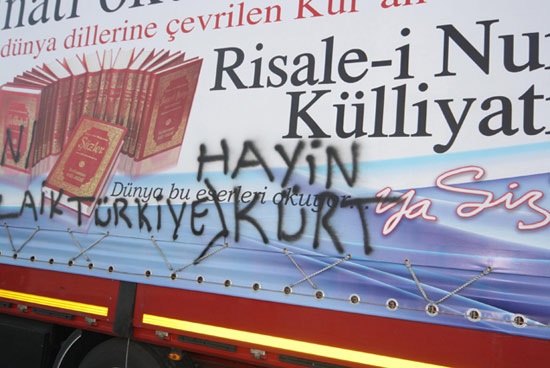 dünya dillerine çevrilen Kur'an
Risale-i Nu
Külliyatı
Sözler
HAYİN
Dünya bu eserleri okuyor...
ya Siz
LAİK TÜRKİYE KÜRT